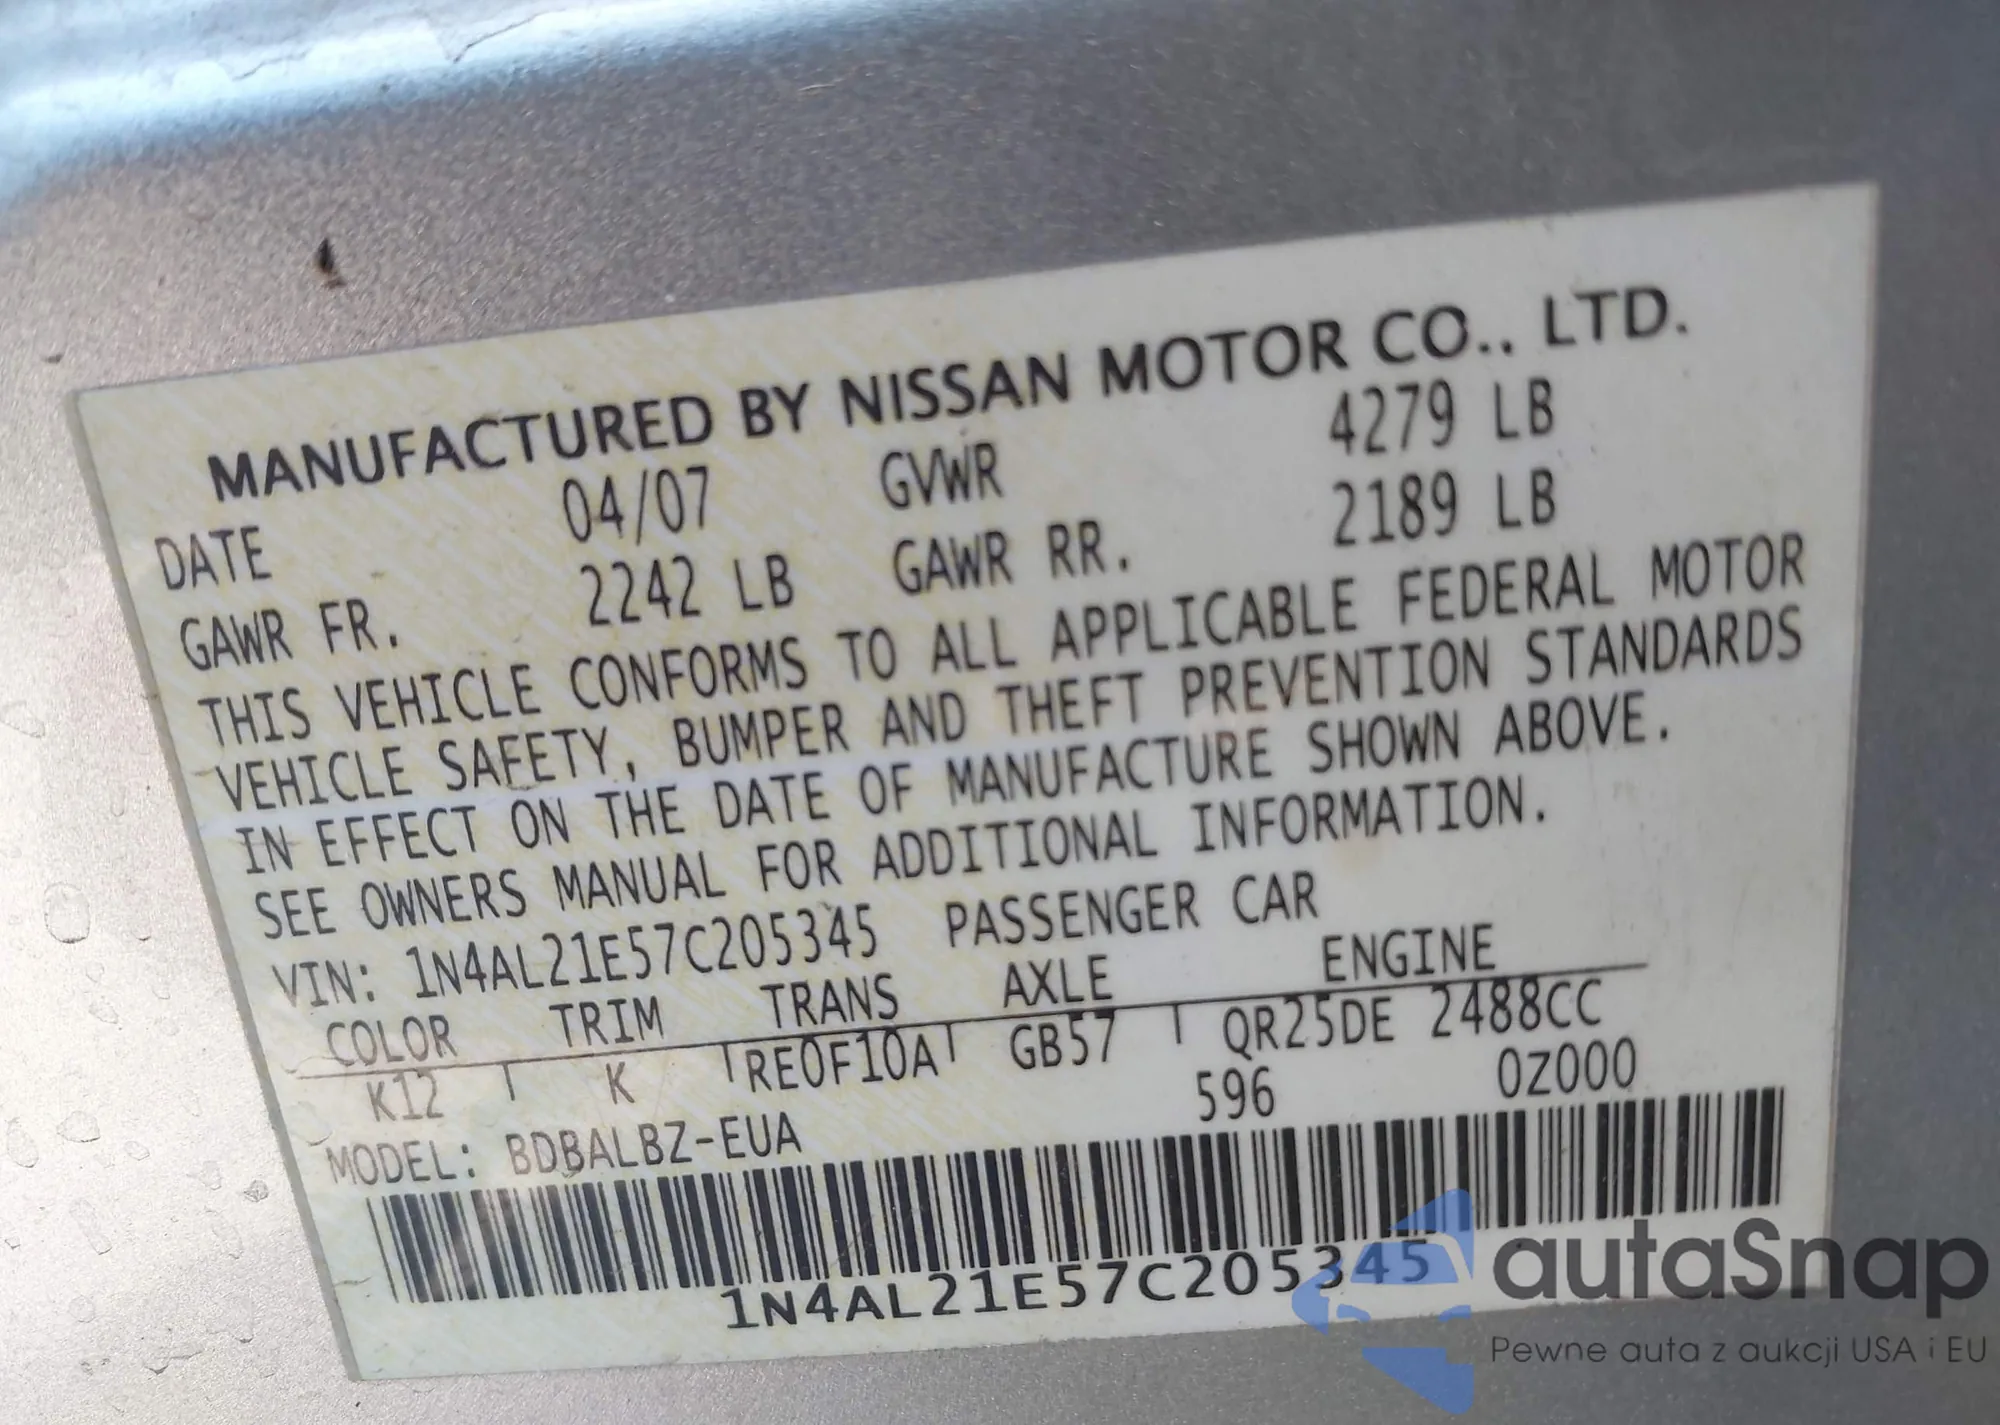 MANUFACTURED BY NISSAN MOTOR CO., LTD.
DATE 04/07 GVWR 4279 LB
GAWR FR. 2242 LB GAWR RR. 2189 LB
THIS VEHICLE CONFORMS TO ALL APPLICABLE FEDERAL MOTOR
VEHICLE SAFETY, BUMPER AND THEFT PREVENTION STANDARDS
IN EFFECT ON THE DATE OF MANUFACTURE SHOWN ABOVE.
SEE OWNERS MANUAL FOR ADDITIONAL INFORMATION.
VIN: 1N4AL21E57C205345 PASSENGER CAR
COLOR TRIM TRANS AXLE ENGINE
K12 K RE0F10A GB57 QR25DE 2488CC
596 0Z000
MODEL: BDBALBZ-EUA
1N4AL21E57C205345
autaSnap
Pewne auta z aukcji USA i EU